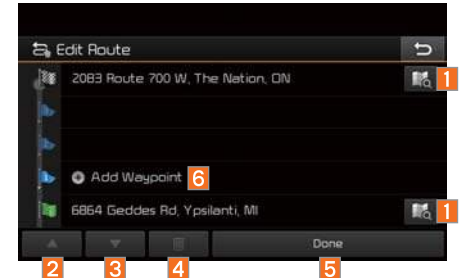 Edit Route
2083 Route 700 W, The Nation, ON
1
Add Waypoint 6
6864 Geddes Rd, Ypsilanti, MI
1
Done
2 3 4 5